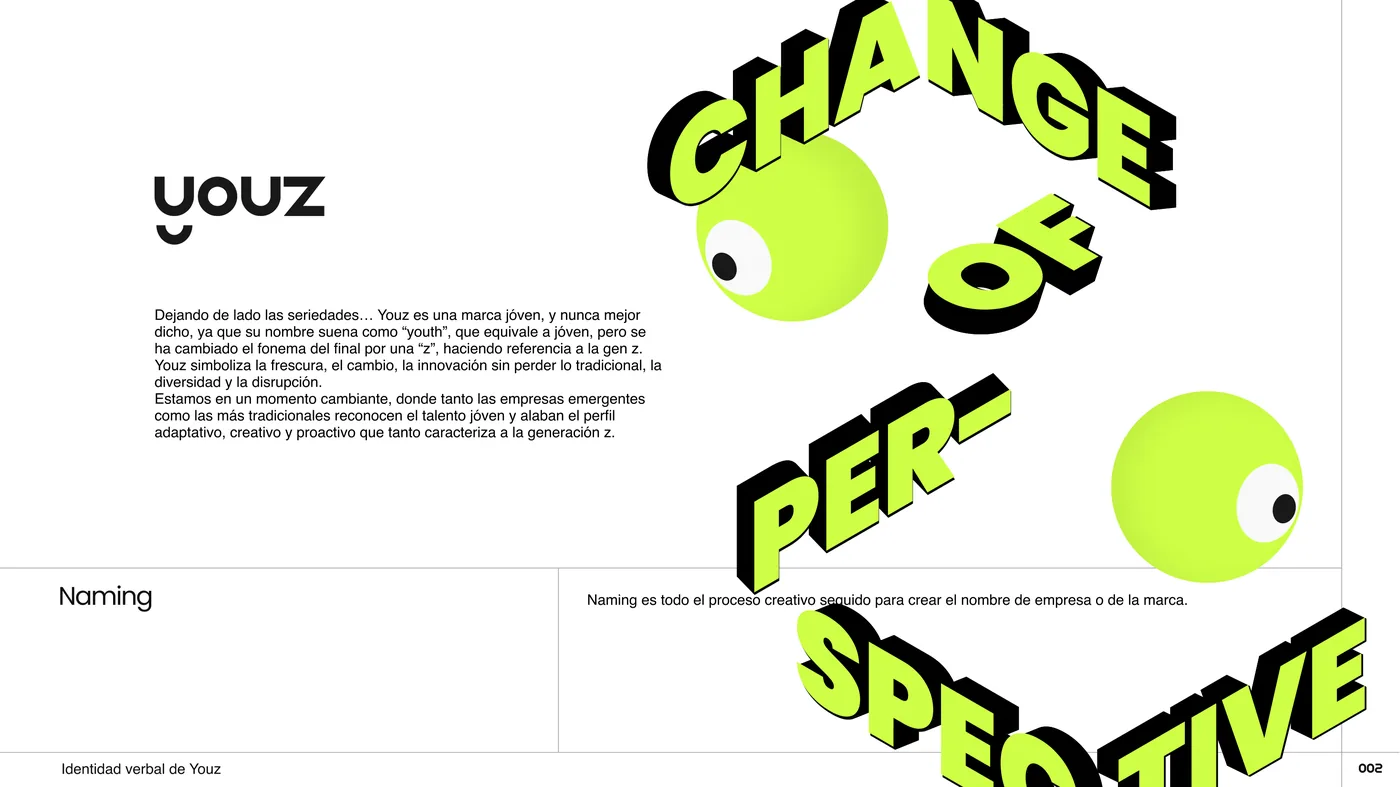 CHANGE
OF
PER-
SPECTIVE
youz
Dejando de lado las seriedades… Youz es una marca jóven, y nunca mejor
dicho, ya que su nombre suena como “youth”, que equivale a jóven, pero se
ha cambiado el fonema del final por una “z”, haciendo referencia a la gen z.
Youz simboliza la frescura, el cambio, la innovación sin perder lo tradicional, la
diversidad y la disrupción.
Estamos en un momento cambiante, donde tanto las empresas emergentes
como las más tradicionales reconocen el talento jóven y alaban el perfil
adaptativo, creativo y proactivo que tanto caracteriza a la generación z.
Naming
Naming es todo el proceso creativo seguido para crear el nombre de empresa o de la marca.
Identidad verbal de Youz
002